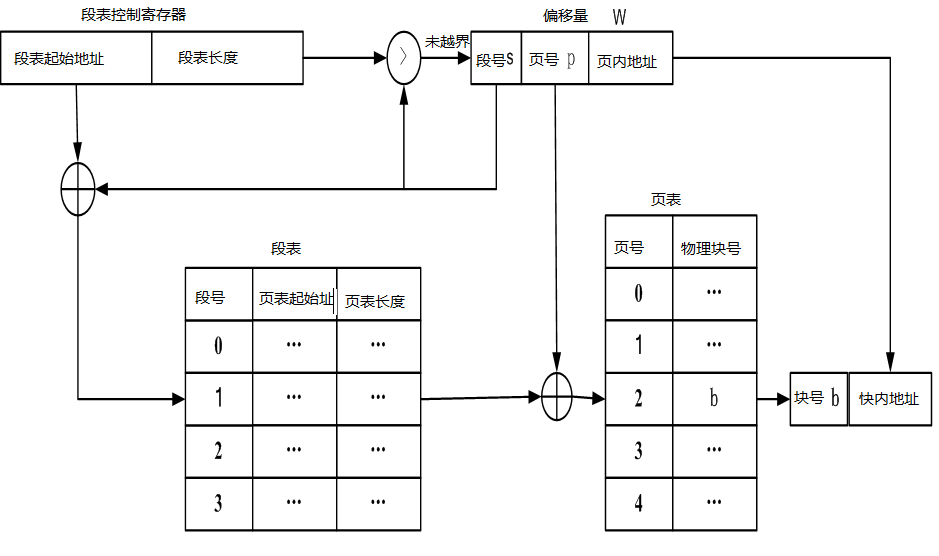 段表控制寄存器
段表起始地址 段表长度
>
未越界
偏移量 W
段号s 页号 p 页内地址
段表
段号 页表起始址 页表长度
0 … …
1 … …
2 … …
3 … …
页表
页号 物理块号
0 …
1 …
2 b
3 …
4 …
块号 b 快内地址